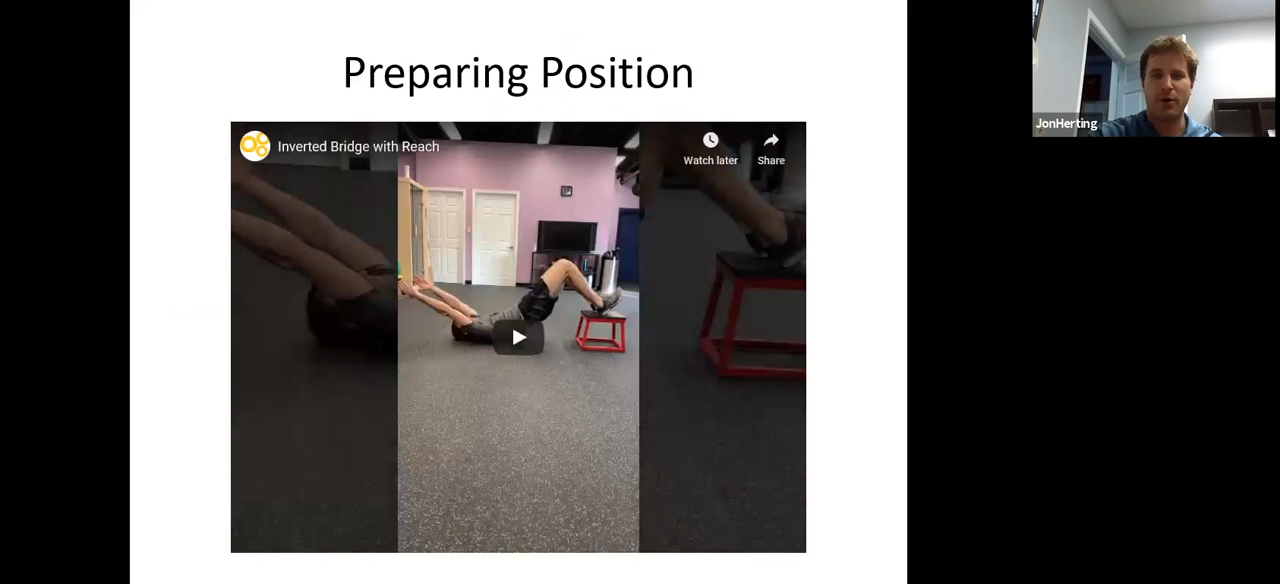 Preparing Position
Inverted Bridge with Reach
Watch later
Share
JonHerting